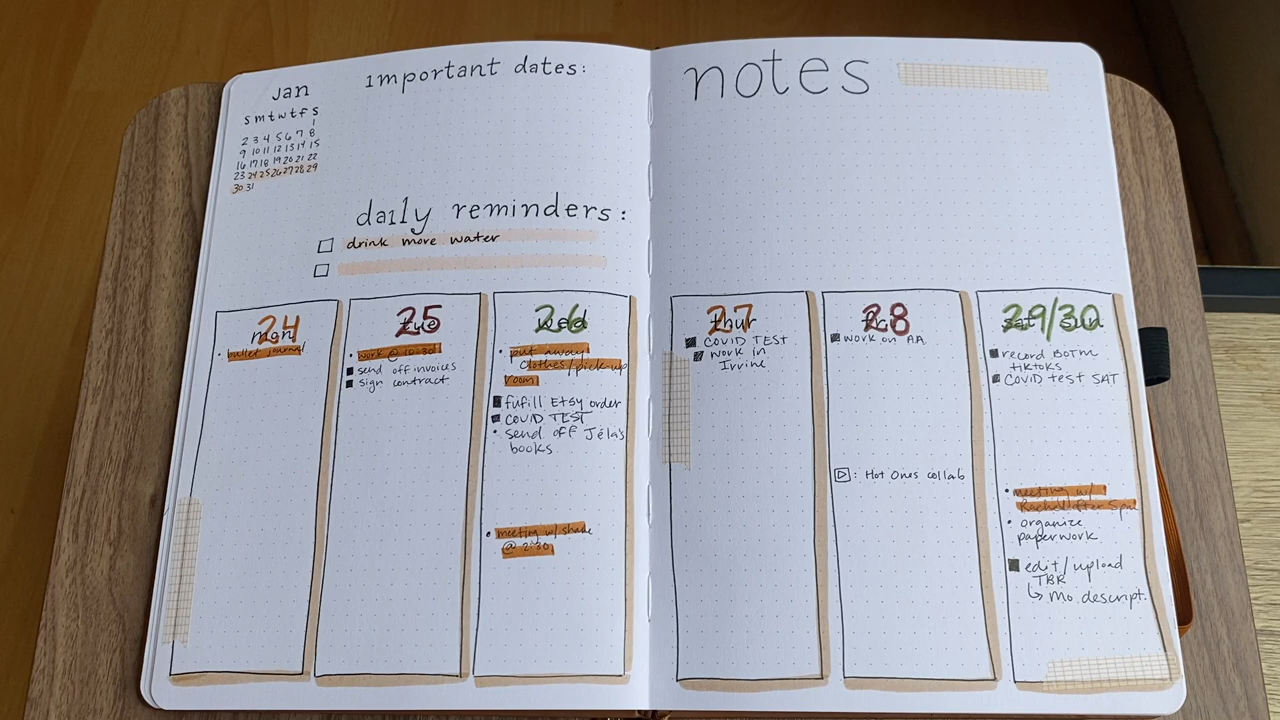 Jan
s m t w t f s
1
2 3 4 5 6 7 8
9 10 11 12 13 14 15
16 17 18 19 20 21 22
23 24 25 26 27 28 29
30 31
important dates:
daily reminders:
drink more water
24
mon
• bullet journal
25
tue
• work @ 10:30
send off invoices
sign contract
26
wed
• put away
clothes/pick-up
room
fufill Etsy order
COVID TEST
• send off Jéla's
books
• meeting w/ shane
@ 2:30
notes
27
thur
COVID TEST
work in
Irvine
28
fri
work on AA
: Hot Ones collab
29/30
sat/sun
record BOTM
tiktoks
COVID test SAT
• meeting w/
Rachel after 5pm
• organize
paperwork
edit/upload
TBR
↳ Mo. descript.